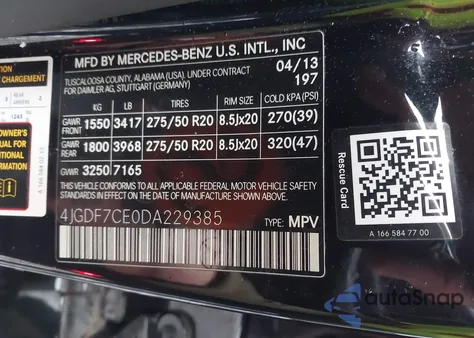 MFD BY MERCEDES-BENZ U.S. INTL., INC
TUSCALOOSA COUNTY, ALABAMA (USA). UNDER CONTRACT
FOR DAIMLER AG, STUTTGART (GERMANY)
04/13
197
KG LB TIRES RIM SIZE COLD KPA(PSI)
GAWR FRONT 1550 3417 275/50 R20 8.5Jx20 270(39)
GAWR REAR 1800 3968 275/50 R20 8.5Jx20 320(47)
GVWR 3250 7165
THIS VEHICLE CONFORMS TO ALL APPLICABLE FEDERAL MOTOR VEHICLE SAFETY
STANDARDS IN EFFECT ON THE DATE OF MANUFACTURE SHOWN ABOVE.
4JGDF7CE0DA229385
TYPE: MPV
CHARGEMENT
OWNER'S
MANUAL FOR
ADDITIONAL
INFORMATION
Rescue Card
A 166 584 77 00
autoSnap